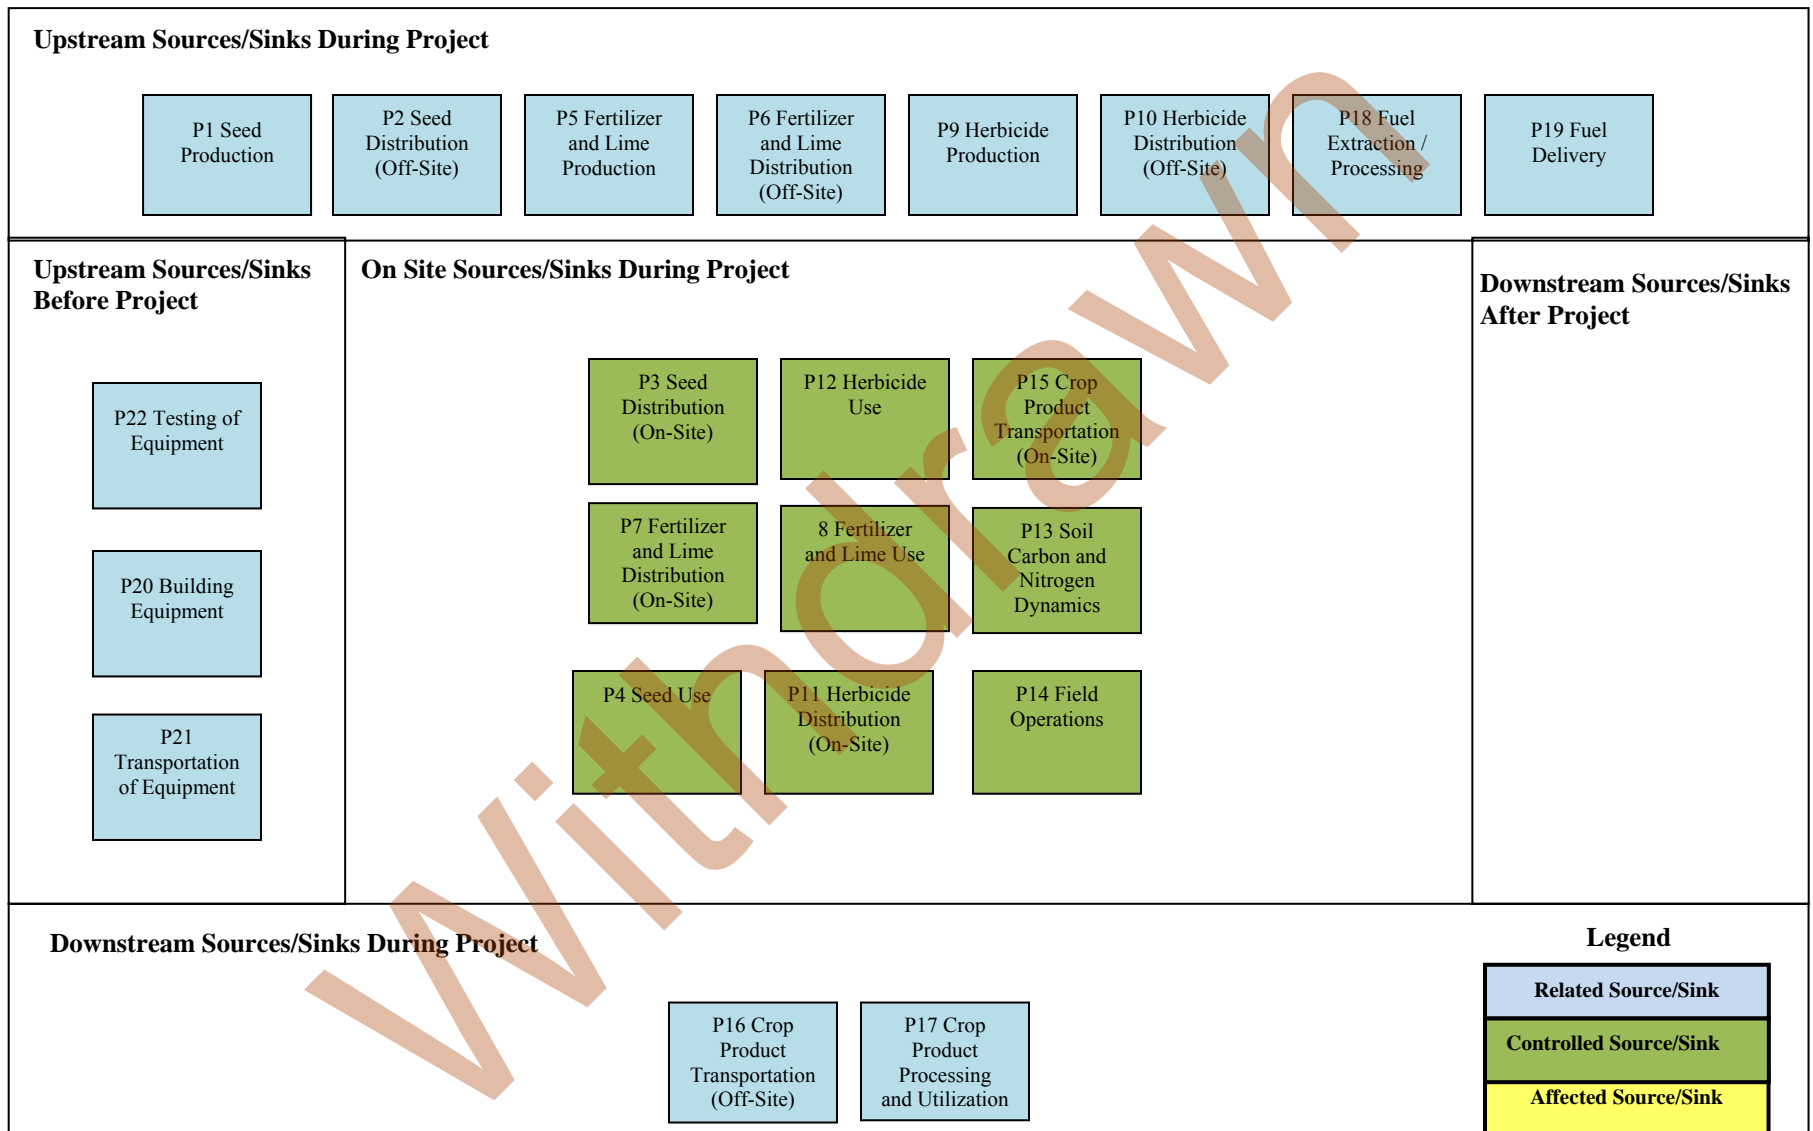 Upstream Sources/Sinks During Project
P1 Seed
Production
P2 Seed
Distribution
(Off-Site)
P5 Fertilizer
and Lime
Production
P6 Fertilizer
and Lime
Distribution
(Off-Site)
P9 Herbicide
Production
P10 Herbicide
Distribution
(Off-Site)
P18 Fuel
Extraction /
Processing
P19 Fuel
Delivery
Upstream Sources/Sinks
Before Project
P22 Testing of
Equipment
P20 Building
Equipment
P21
Transportation
of Equipment
On Site Sources/Sinks During Project
P3 Seed
Distribution
(On-Site)
P12 Herbicide
Use
P15 Crop
Product
Transportation
(On-Site)
P7 Fertilizer
and Lime
Distribution
(On-Site)
8 Fertilizer
and Lime Use
P13 Soil
Carbon and
Nitrogen
Dynamics
P4 Seed Use
P11 Herbicide
Distribution
(On-Site)
P14 Field
Operations
Downstream Sources/Sinks
After Project
Downstream Sources/Sinks During Project
P16 Crop
Product
Transportation
(Off-Site)
P17 Crop
Product
Processing
and Utilization
Legend
Related Source/Sink
Controlled Source/Sink
Affected Source/Sink
Withdrawn